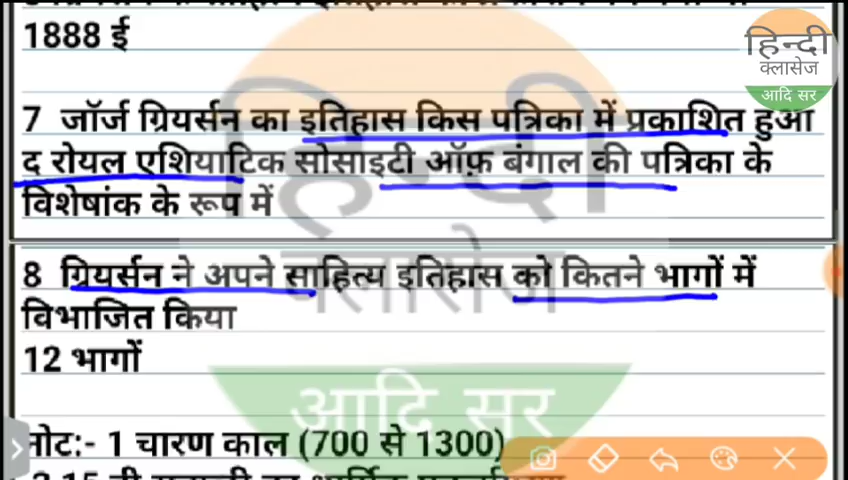 1888 ई
हिन्दी
क्लासेज
आदि सर
7 जॉर्ज ग्रियर्सन का इतिहास किस पत्रिका में प्रकाशित हुआ
द रोयल एशियाटिक सोसाइटी ऑफ़ बंगाल की पत्रिका के
विशेषांक के रूप में
8 ग्रियर्सन ने अपने साहित्य इतिहास को कितने भागों में
विभाजित किया
12 भागों
हिन्दी
क्लासेज
आदि सर
नोट:- 1 चारण काल (700 से 1300)